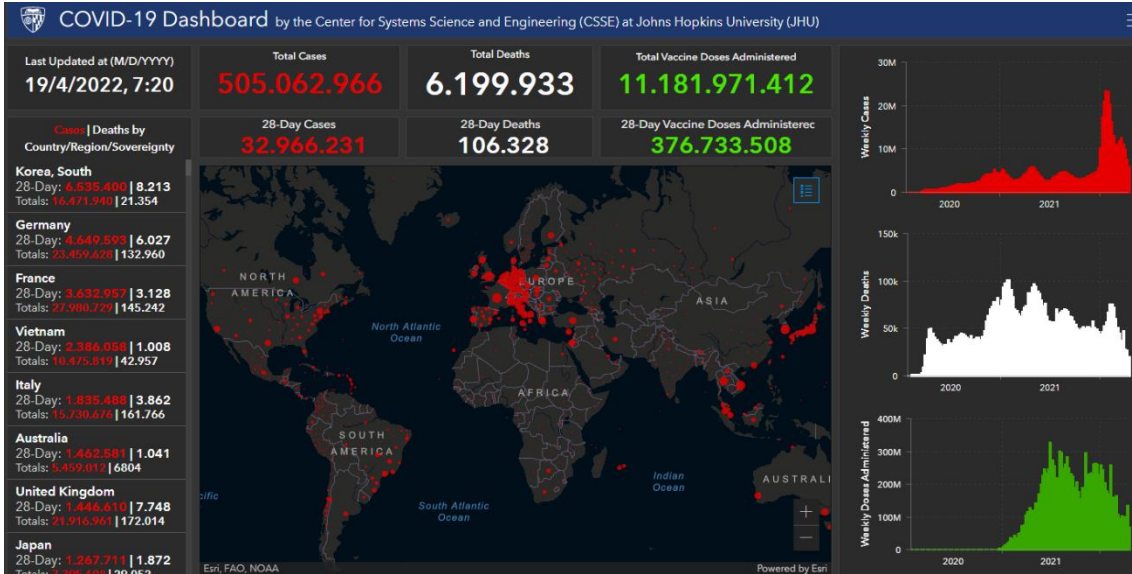 COVID-19 Dashboard by the Center for Systems Science and Engineering (CSSE) at Johns Hopkins University (JHU)
Last Updated at (M/D/YYYY)
19/4/2022, 7:20
Total Cases
505.062.966
Total Deaths
6.199.933
Total Vaccine Doses Administered
11.181.971.412
28-Day Cases
32.966.231
28-Day Deaths
106.328
28-Day Vaccine Doses Administerec
376.733.508
Cases | Deaths by
Country/Region/Sovereignty
Korea, South
28-Day: 6.535.400 | 8.213
Totals: 16.471.940 | 21.354
Germany
28-Day: 4.649.593 | 6.027
Totals: 23.459.628 | 132.960
France
28-Day: 3.632.957 | 3.128
Totals: 27.980.729 | 145.242
Vietnam
28-Day: 2.386.058 | 1.008
Totals: 10.475.819 | 42.957
Italy
28-Day: 1.835.488 | 3.862
Totals: 15.730.676 | 161.766
Australia
28-Day: 1.462.581 | 1.041
Totals: 5.459.012 | 6804
United Kingdom
28-Day: 1.446.610 | 7.748
Totals: 21.916.961 | 172.014
Japan
28-Day: 1.267.711 | 1.872
NORTH
AMERICA
EUROPE
ASIA
North Atlantic
Ocean
AFRICA
SOUTH
AMERICA
Indian
Ocean
AUSTRALI
cific
South Atlantic
Ocean
+
−
Esri, FAO, NOAA
Powered by Esri
Weekly Cases
30M
20M
10M
0
2020
2021
Weekly Deaths
150k
100k
50k
0
2020
2021
Weekly Doses Administered
400M
300M
200M
100M
0
2020
2021